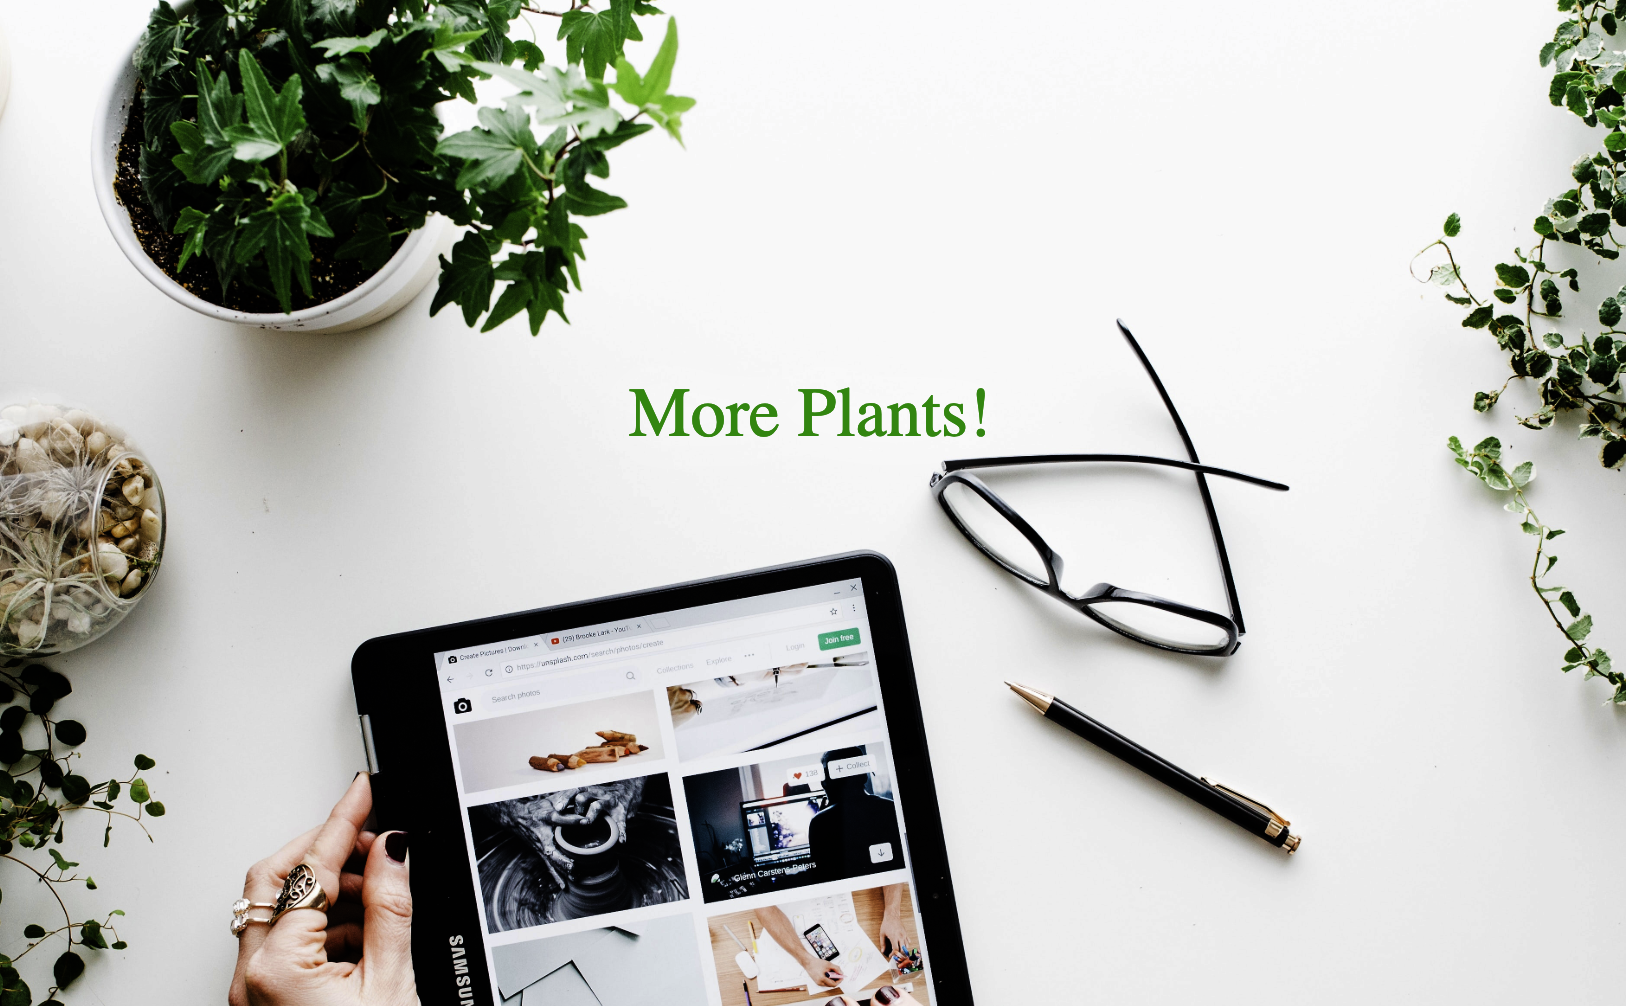 More Plants!
Create Pictures | Downl
(29) Brooke Lark - YouT
https://unsplash.com/search/photos/create
Search photos
Collections
Explore
Login
Join free
138
Collect
Glenn Carstens-Peters
SAMSUN